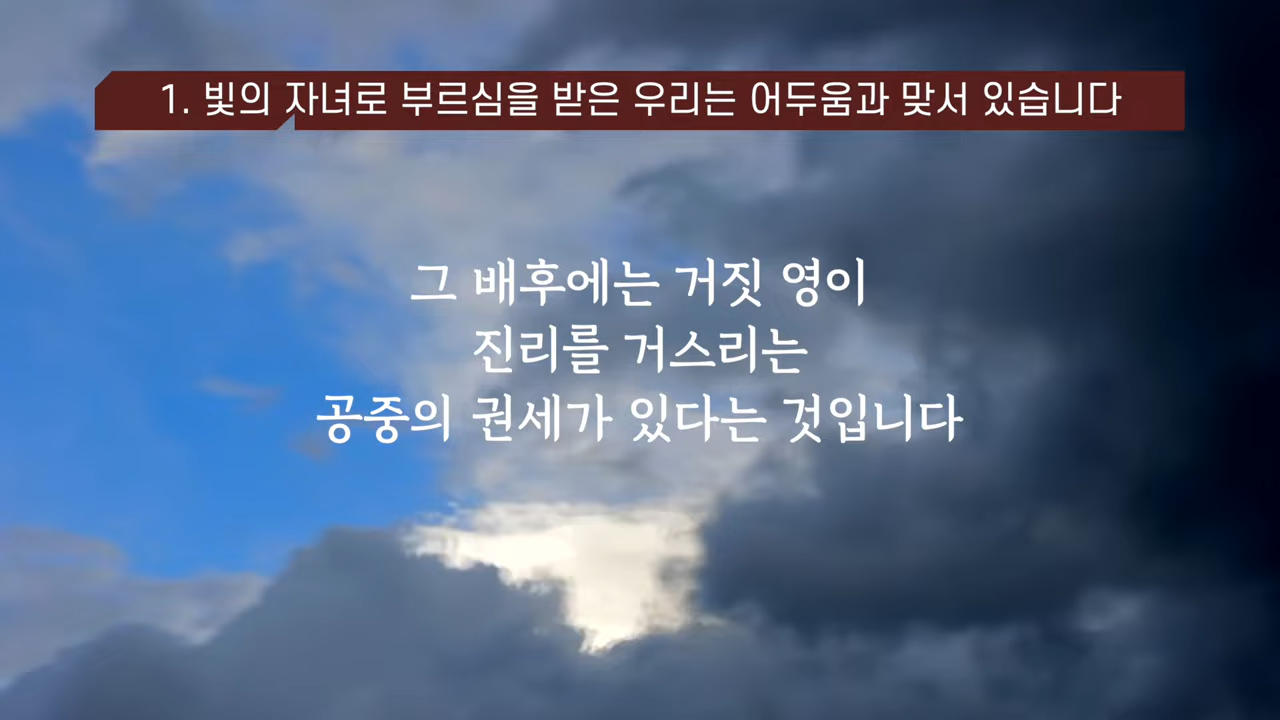 1. 빛의 자녀로 부르심을 받은 우리는 어두움과 맞서 있습니다
그 배후에는 거짓 영이
진리를 거스리는
공중의 권세가 있다는 것입니다